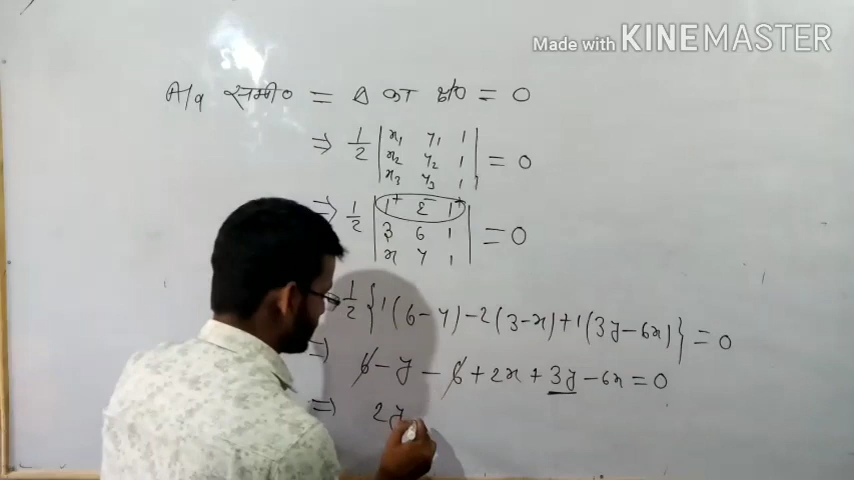 Made with KINEMASTER
A/q समी० = Δ का क्षे० = 0
⇒ 1/2 | x₁ y₁ 1 |
| x₂ y₂ 1 | = 0
| x₃ y₃ 1 |
⇒ 1/2 | 1⁺ 2⁻ 1⁺ |
| 3 6 1 | = 0
| x y 1 |
1/2 {1(6-y)-2(3-x)+1(3y-6x)} = 0
⇒ 6 - y - 6 + 2x + 3y - 6x = 0
⇒ 2y